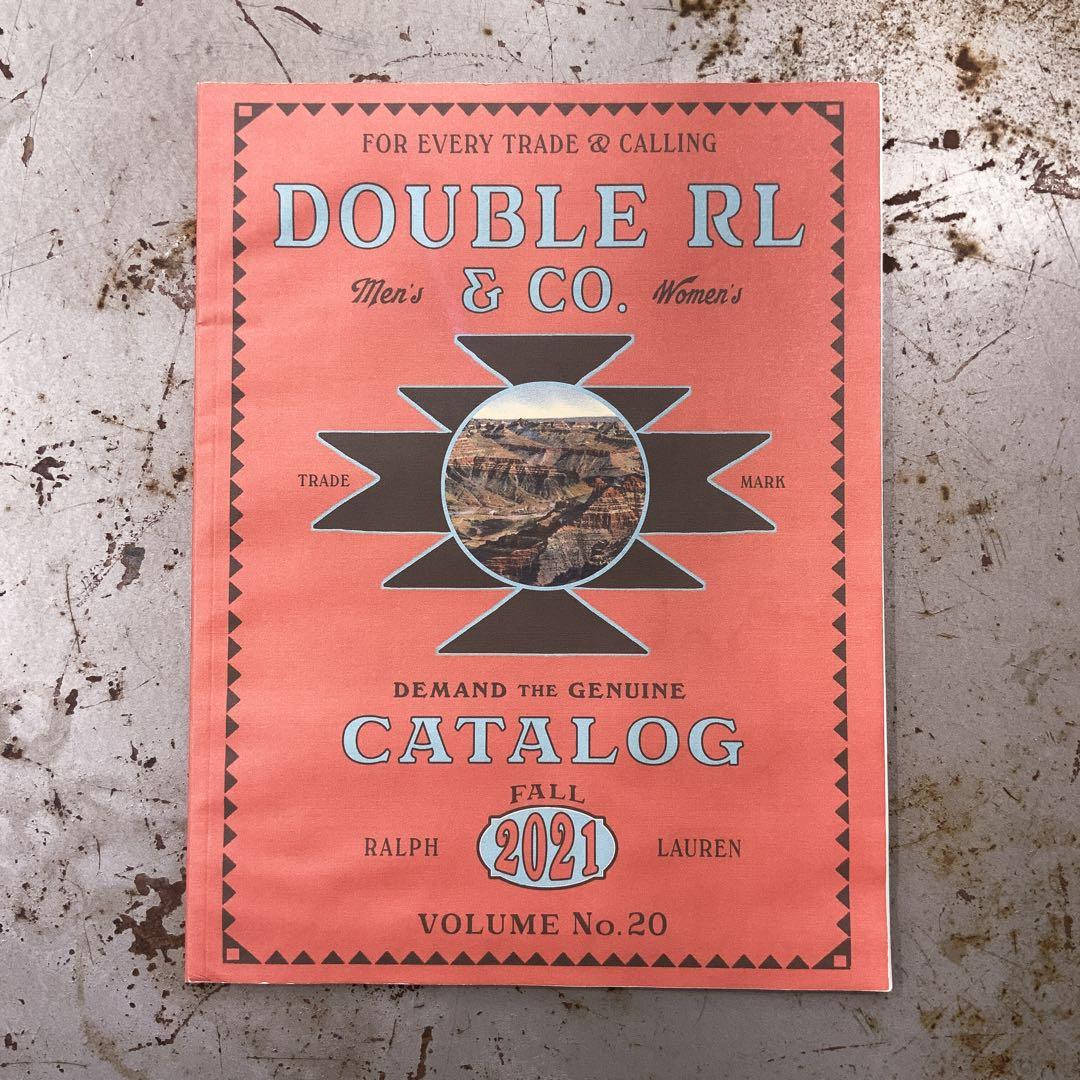 FOR EVERY TRADE & CALLING
DOUBLE RL
Men's & CO. Women's
TRADE MARK
DEMAND THE GENUINE
CATALOG
FALL
RALPH 2021 LAUREN
VOLUME No. 20